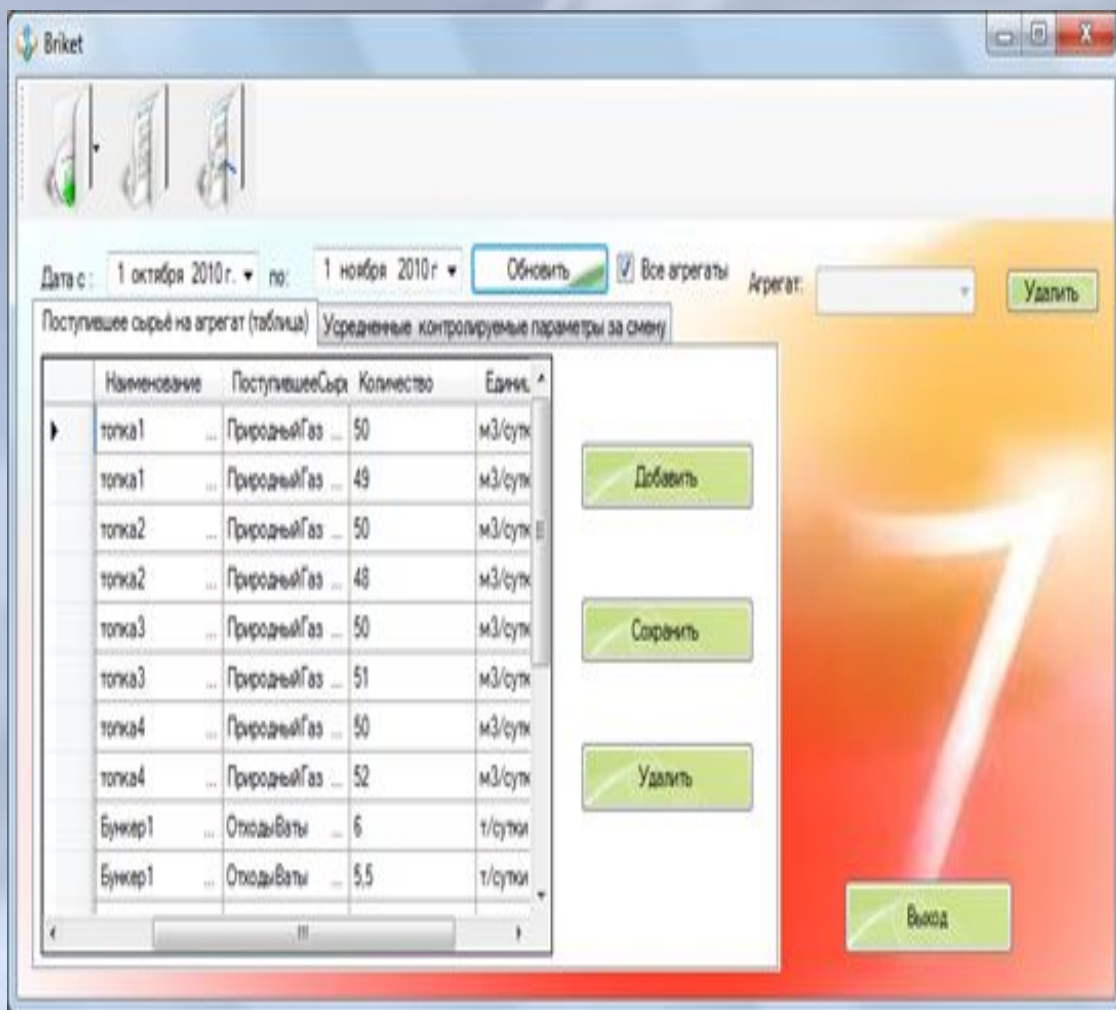 Briket
Дата с : 1 октября 2010 г. по: 1 ноября 2010 г Обновить Все агрегаты Агрегат: Удалить
Поступившее сырьё на агрегат (таблица) Усредненные контролируемые параметры за смену
Наименование ПоступившееСырь Количество Единиц
топка1 ... ПриродныйГаз ... 50 м3/сутк
топка1 ... ПриродныйГаз ... 49 м3/сутк
топка2 ... ПриродныйГаз ... 50 м3/сутк
топка2 ... ПриродныйГаз ... 48 м3/сутк
топка3 ... ПриродныйГаз ... 50 м3/сутк
топка3 ... ПриродныйГаз ... 51 м3/сутк
топка4 ... ПриродныйГаз ... 50 м3/сутк
топка4 ... ПриродныйГаз ... 52 м3/сутк
Бункер1 ... ОтходыВаты ... 6 т/сутки
Бункер1 ... ОтходыВаты ... 5,5 т/сутки
Добавить
Сохранить
Удалить
Выход